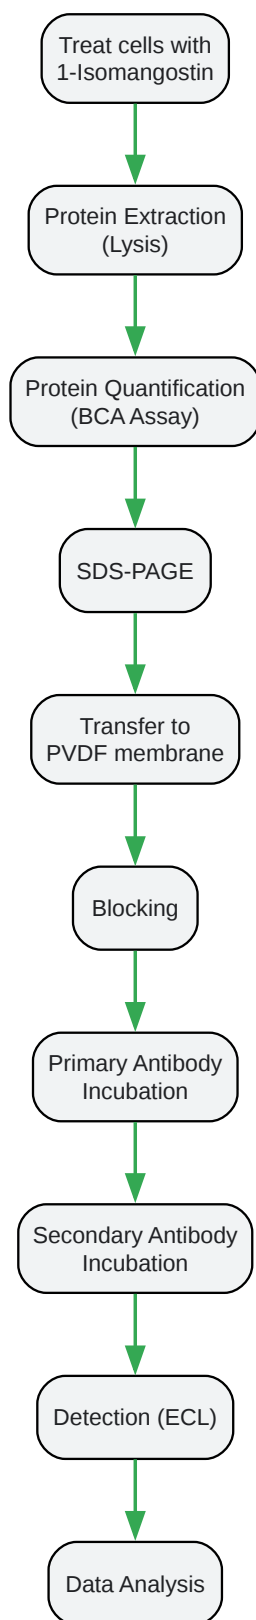 Treat cells with
1-Isomangostin
Protein Extraction
(Lysis)
Protein Quantification
(BCA Assay)
SDS-PAGE
Transfer to
PVDF membrane
Blocking
Primary Antibody
Incubation
Secondary Antibody
Incubation
Detection (ECL)
Data Analysis